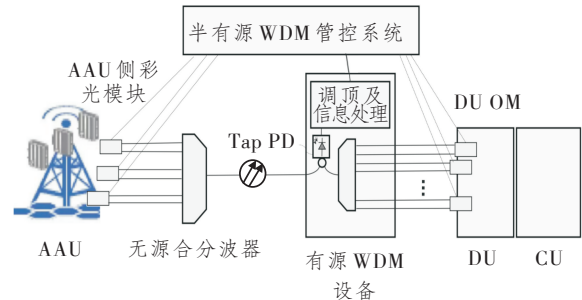 半有源 WDM 管控系统
AAU 侧彩
光模块
调顶及
信息处理
DU OM
Tap PD
AAU
无源合分波器
有源 WDM
设备
DU
CU